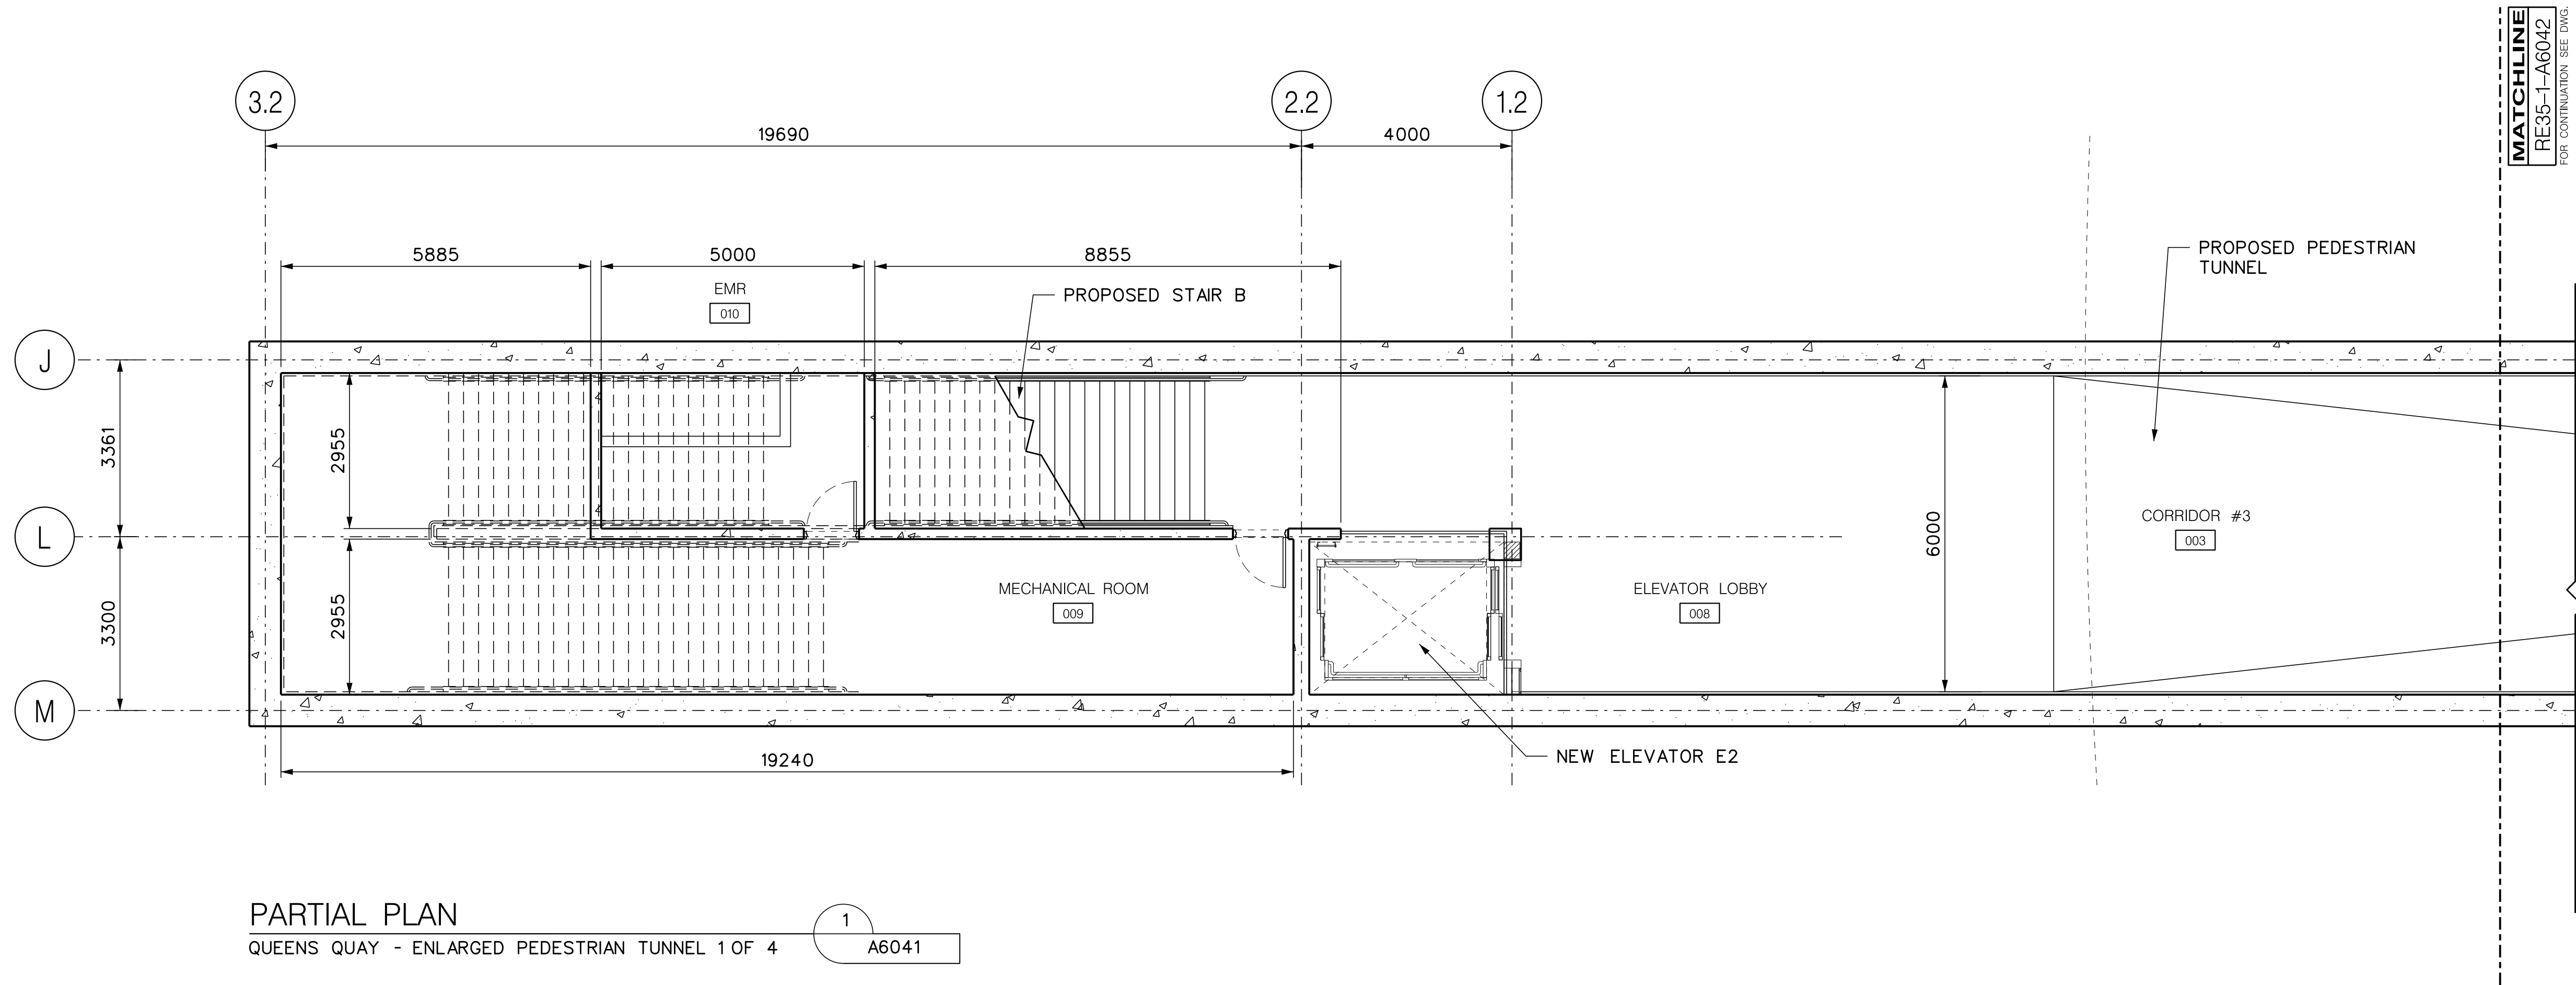 MATCHLINE
RE35-1-A6042
FOR CONTINUATION SEE DWG.
3.2
2.2
1.2
19690
4000
5885
5000
8855
EMR
010
PROPOSED STAIR B
PROPOSED PEDESTRIAN
TUNNEL
J
L
M
3361
3300
2955
2955
6000
CORRIDOR #3
003
MECHANICAL ROOM
009
ELEVATOR LOBBY
008
NEW ELEVATOR E2
19240
PARTIAL PLAN
1
QUEENS QUAY - ENLARGED PEDESTRIAN TUNNEL 1 OF 4
A6041